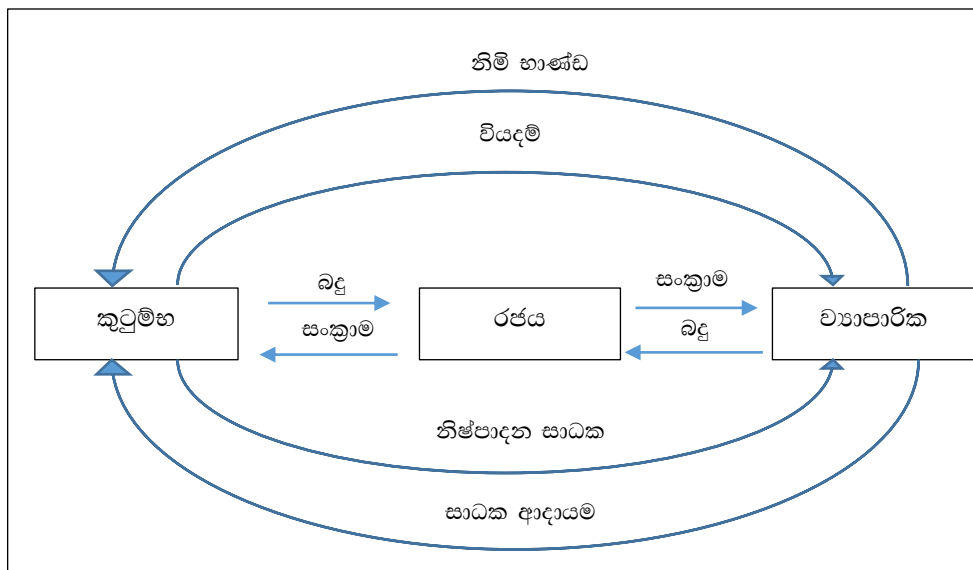 නිමි භාණ්ඩ
වියදම්
බදු
සංක්‍රාම
කුටුම්භ
රජය
ව්‍යාපාරික
සංක්‍රාම
බදු
නිෂ්පාදන සාධක
සාධක ආදායම